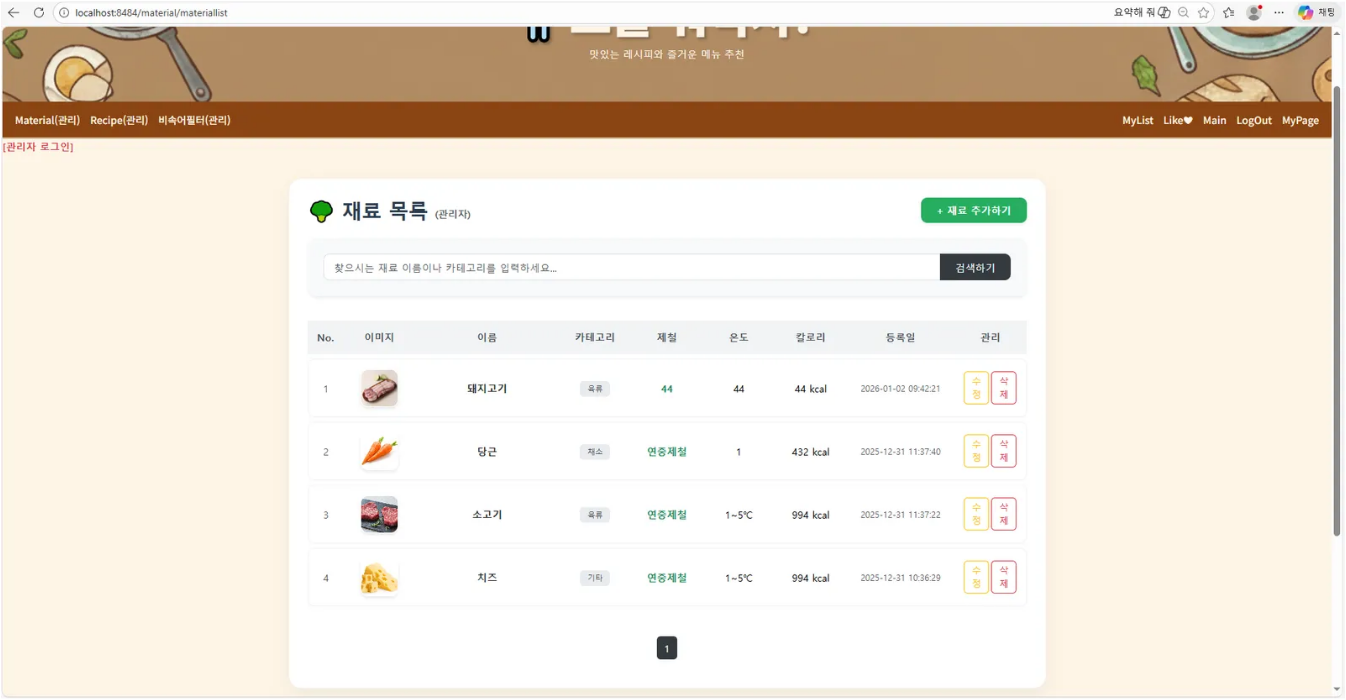 localhost:8484/material/materiallist
요약해 줘
채팅
맛있는 레시피와 즐거운 메뉴 추천
Material(관리) Recipe(관리) 비속어필터(관리) MyList Like♥ Main LogOut MyPage
[관리자 로그인]
재료 목록 (관리자)
+ 재료 추가하기
찾으시는 재료 이름이나 카테고리를 입력하세요...
검색하기
No. 이미지 이름 카테고리 제철 온도 칼로리 등록일 관리
1 돼지고기 육류 44 44 44 kcal 2026-01-02 09:42:21 수정 삭제
2 당근 채소 연중제철 1 432 kcal 2025-12-31 11:37:40 수정 삭제
3 소고기 육류 연중제철 1~5℃ 994 kcal 2025-12-31 11:37:22 수정 삭제
4 치즈 기타 연중제철 1~5℃ 994 kcal 2025-12-31 10:36:29 수정 삭제
1